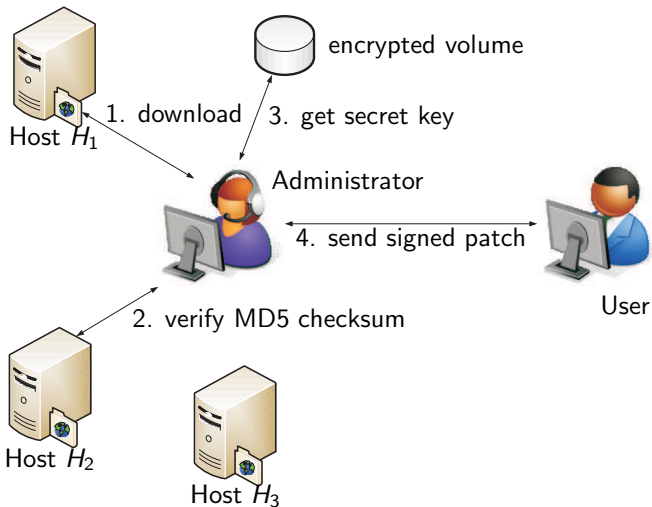 encrypted volume
1. download
3. get secret key
Host H1
Administrator
4. send signed patch
User
2. verify MD5 checksum
Host H2
Host H3